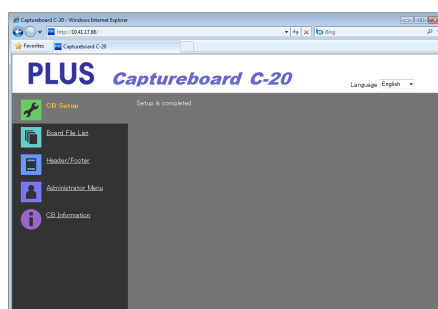 Captureboard C-20 - Windows Internet Explorer
http://10.41.17.68/
Bing
Favorites Captureboard C-20
PLUS Captureboard C-20
Language English
CB Setup
Setup is completed
Board File List
Header/Footer
Administrator Menu
CB Information